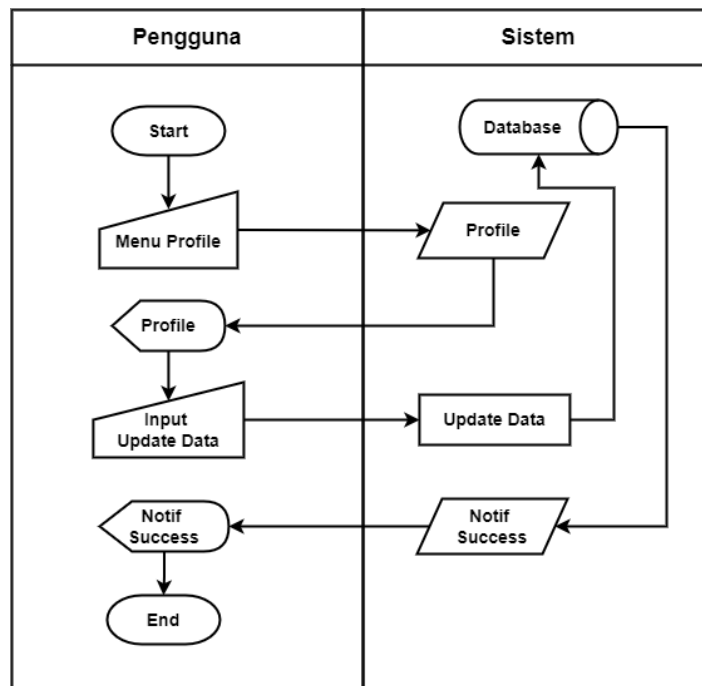 Pengguna
Sistem
Start
Database
Menu Profile
Profile
Profile
Input
Update Data
Update Data
Notif
Success
Notif
Success
End